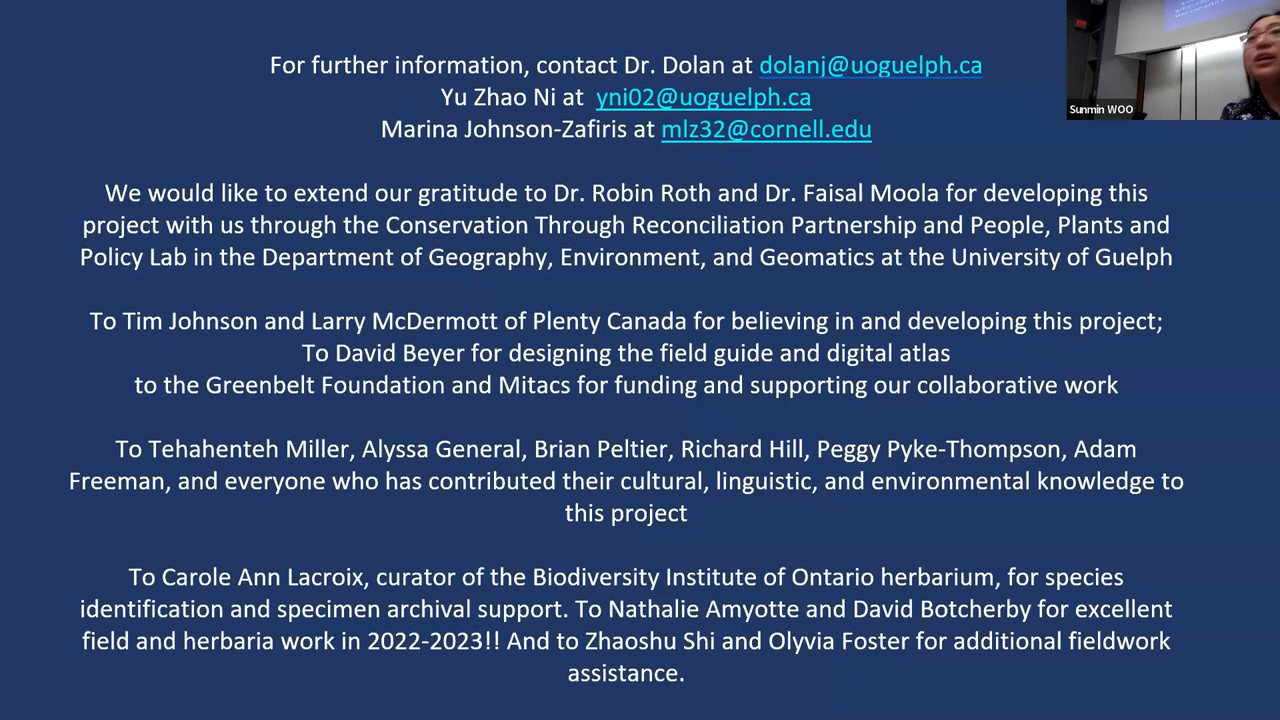 For further information, contact Dr. Dolan at dolanj@uoguelph.ca
Yu Zhao Ni at yni02@uoguelph.ca
Marina Johnson-Zafiris at mlz32@cornell.edu
We would like to extend our gratitude to Dr. Robin Roth and Dr. Faisal Moola for developing this
project with us through the Conservation Through Reconciliation Partnership and People, Plants and
Policy Lab in the Department of Geography, Environment, and Geomatics at the University of Guelph
To Tim Johnson and Larry McDermott of Plenty Canada for believing in and developing this project;
To David Beyer for designing the field guide and digital atlas
to the Greenbelt Foundation and Mitacs for funding and supporting our collaborative work
To Tehahenteh Miller, Alyssa General, Brian Peltier, Richard Hill, Peggy Pyke-Thompson, Adam
Freeman, and everyone who has contributed their cultural, linguistic, and environmental knowledge to
this project
To Carole Ann Lacroix, curator of the Biodiversity Institute of Ontario herbarium, for species
identification and specimen archival support. To Nathalie Amyotte and David Botcherby for excellent
field and herbaria work in 2022-2023!! And to Zhaoshu Shi and Olyvia Foster for additional fieldwork
assistance.
Sunmin WOO